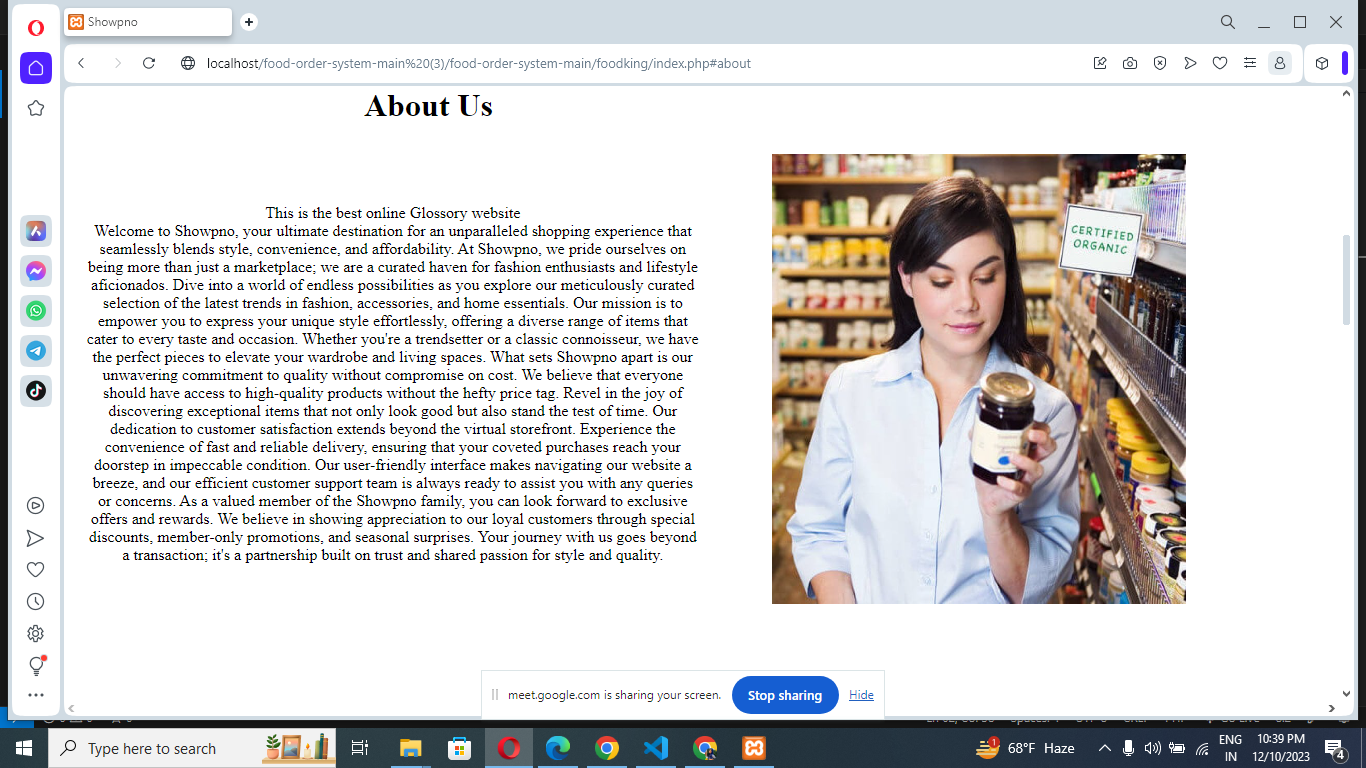 Showpno
localhost/food-order-system-main%20(3)/food-order-system-main/foodking/index.php#about
About Us
This is the best online Glossory website
Welcome to Showpno, your ultimate destination for an unparalleled shopping experience that
seamlessly blends style, convenience, and affordability. At Showpno, we pride ourselves on
being more than just a marketplace; we are a curated haven for fashion enthusiasts and lifestyle
aficionados. Dive into a world of endless possibilities as you explore our meticulously curated
selection of the latest trends in fashion, accessories, and home essentials. Our mission is to
empower you to express your unique style effortlessly, offering a diverse range of items that
cater to every taste and occasion. Whether you're a trendsetter or a classic connoisseur, we have
the perfect pieces to elevate your wardrobe and living spaces. What sets Showpno apart is our
unwavering commitment to quality without compromise on cost. We believe that everyone
should have access to high-quality products without the hefty price tag. Revel in the joy of
discovering exceptional items that not only look good but also stand the test of time. Our
dedication to customer satisfaction extends beyond the virtual storefront. Experience the
convenience of fast and reliable delivery, ensuring that your coveted purchases reach your
doorstep in impeccable condition. Our user-friendly interface makes navigating our website a
breeze, and our efficient customer support team is always ready to assist you with any queries
or concerns. As a valued member of the Showpno family, you can look forward to exclusive
offers and rewards. We believe in showing appreciation to our loyal customers through special
discounts, member-only promotions, and seasonal surprises. Your journey with us goes beyond
a transaction; it's a partnership built on trust and shared passion for style and quality.
CERTIFIED
ORGANIC
meet.google.com is sharing your screen.
Stop sharing
Hide
Type here to search
68°F Haze
ENG
IN
10:39 PM
12/10/2023
4